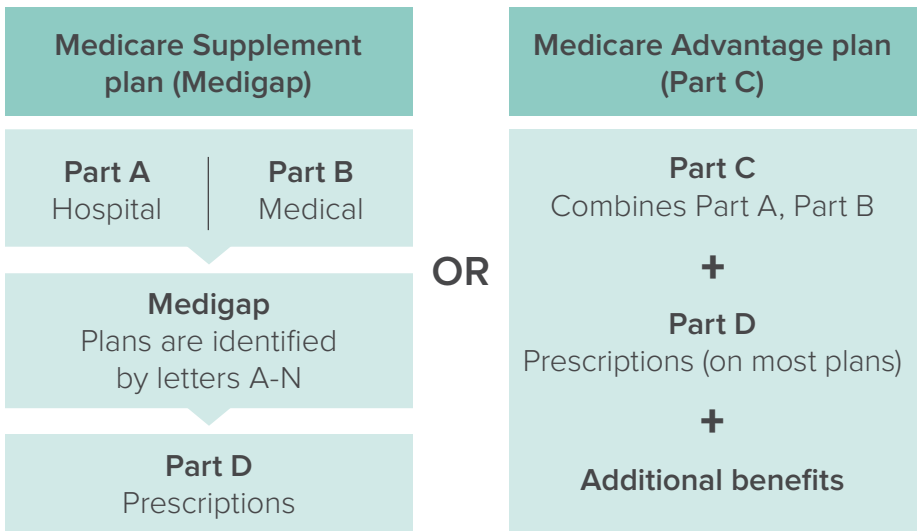 Medicare Supplement
plan (Medigap)
Part A
Hospital
Part B
Medical
Medigap
Plans are identified
by letters A-N
Part D
Prescriptions
OR
Medicare Advantage plan
(Part C)
Part C
Combines Part A, Part B
+
Part D
Prescriptions (on most plans)
+
Additional benefits